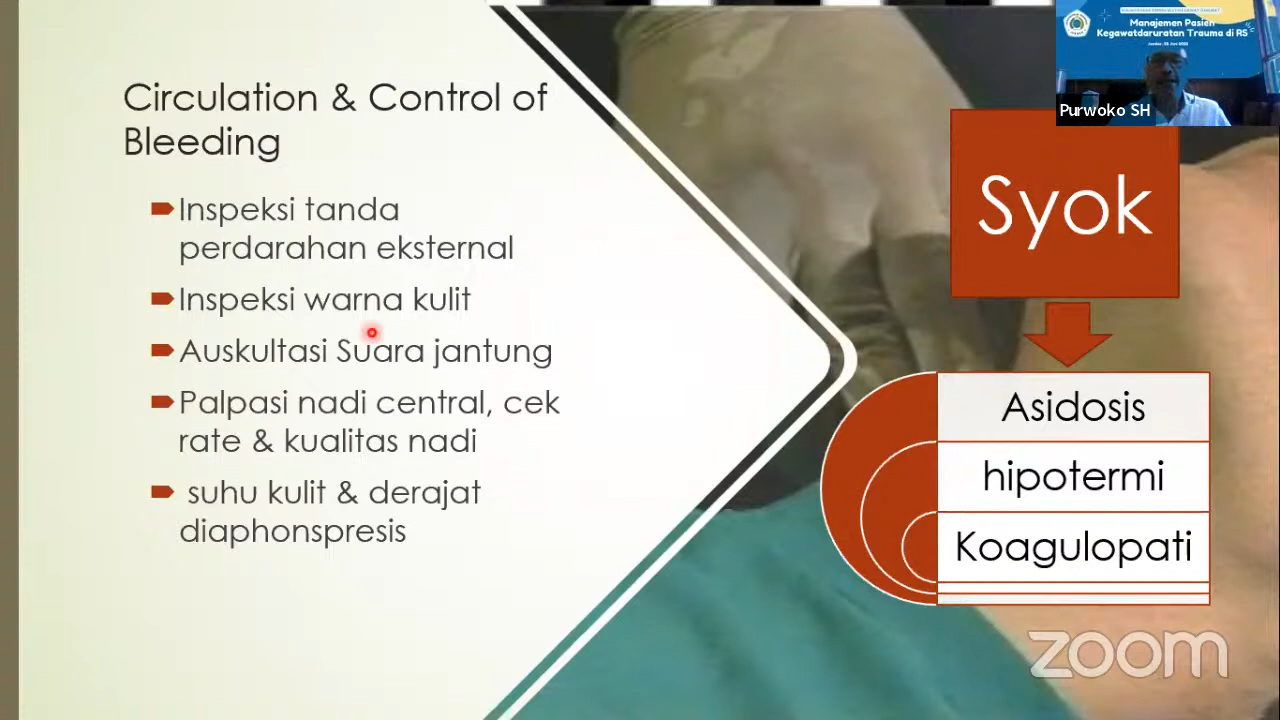 Circulation & Control of
Bleeding
Inspeksi tanda
perdarahan eksternal
Inspeksi warna kulit
Auskultasi Suara jantung
Palpasi nadi central, cek
rate & kualitas nadi
suhu kulit & derajat
diaphonspresis
Manajemen Pasien
Kegawatdaruratan Trauma di RS
Purwoko SH
Syok
Asidosis
hipotermi
Koagulopati
zoom